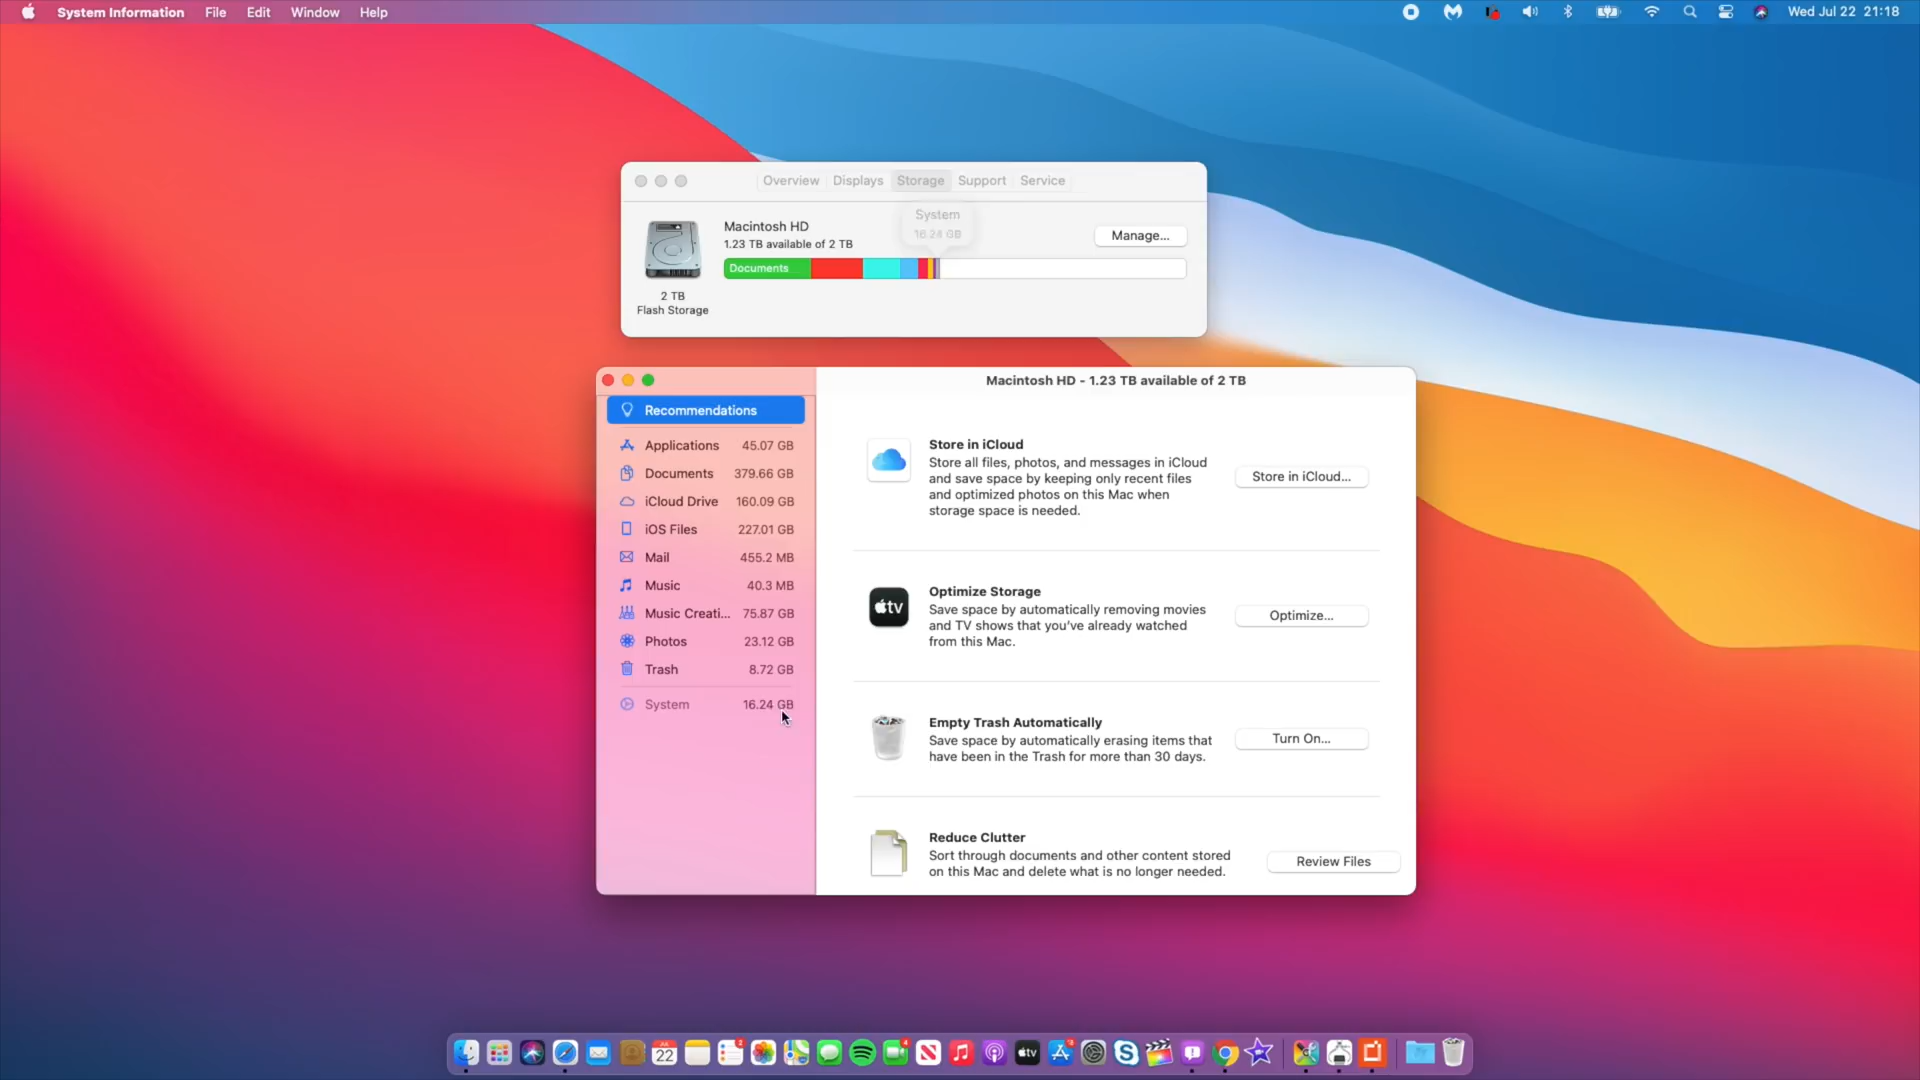 System Information File Edit Window Help
Wed Jul 22 21:18
Overview Displays Storage Support Service
System
16.24 GB
Macintosh HD
1.23 TB available of 2 TB
Manage...
Documents
2 TB
Flash Storage
Macintosh HD - 1.23 TB available of 2 TB
Recommendations
Applications 45.07 GB
Documents 379.66 GB
iCloud Drive 160.09 GB
iOS Files 227.01 GB
Mail 455.2 MB
Music 40.3 MB
Music Creati... 75.87 GB
Photos 23.12 GB
Trash 8.72 GB
System 16.24 GB
Store in iCloud
Store all files, photos, and messages in iCloud
and save space by keeping only recent files
and optimized photos on this Mac when
storage space is needed.
Store in iCloud...
tv
Optimize Storage
Save space by automatically removing movies
and TV shows that you've already watched
from this Mac.
Optimize...
Empty Trash Automatically
Save space by automatically erasing items that
have been in the Trash for more than 30 days.
Turn On...
Reduce Clutter
Sort through documents and other content stored
on this Mac and delete what is no longer needed.
Review Files
22
tv